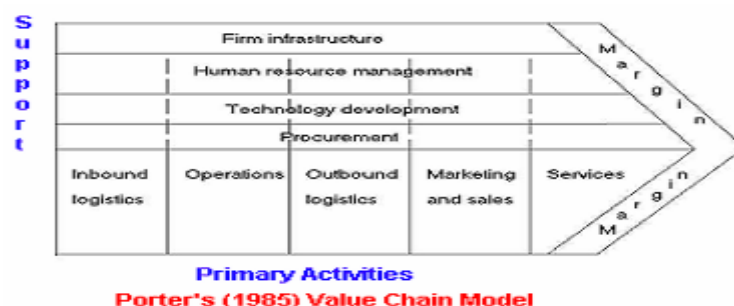 Support
Firm infrastructure
Human resource management
Technology development
Procurement
Margin
Inbound
logistics
Operations
Outbound
logistics
Marketing
and sales
Services
Margin
Primary Activities
Porter's (1985) Value Chain Model